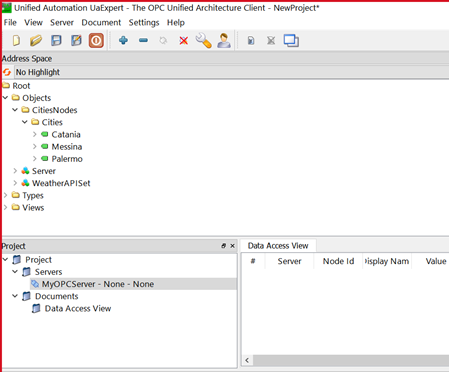 Unified Automation UaExpert - The OPC Unified Architecture Client - NewProject*
File View Server Document Settings Help
Address Space
No Highlight
Root
Objects
CitiesNodes
Cities
Catania
Messina
Palermo
Server
WeatherAPISet
Types
Views
Project
Data Access View
# Server Node Id Display Nam Value
Project
Servers
MyOPCServer - None - None
Documents
Data Access View